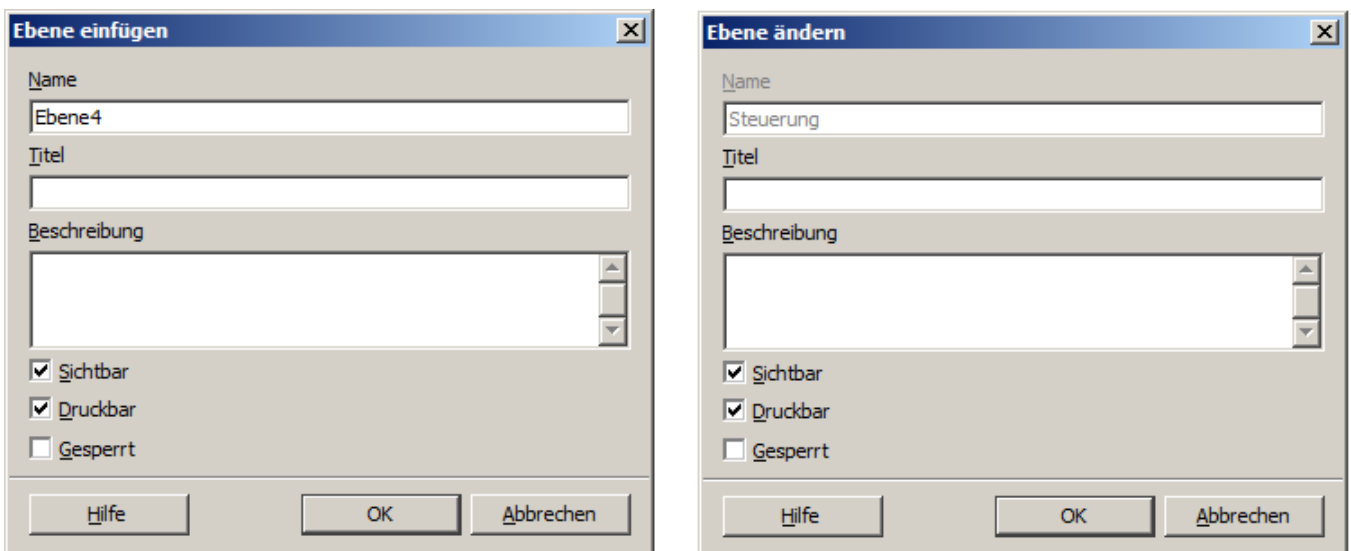 Ebene einfügen
Name
Ebene4
Titel
Beschreibung
Sichtbar
Druckbar
Gesperrt
Hilfe OK Abbrechen
Ebene ändern
Name
Steuerung
Titel
Beschreibung
Sichtbar
Druckbar
Gesperrt
Hilfe OK Abbrechen